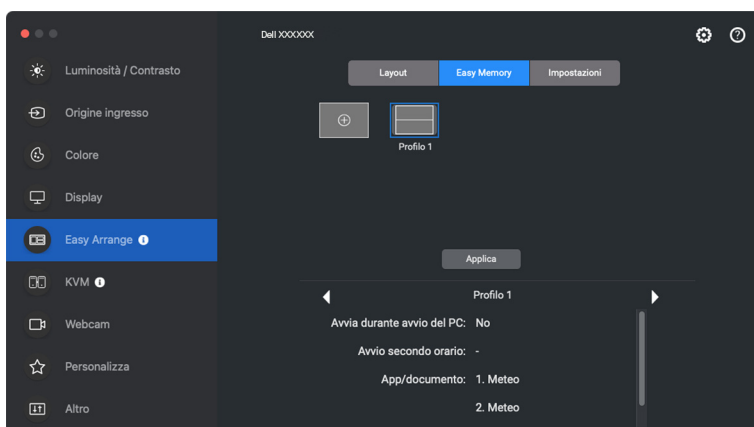 Dell XXXXXX
Luminosità / Contrasto
Origine ingresso
Colore
Display
Easy Arrange
KVM
Webcam
Personalizza
Altro
Layout
Easy Memory
Impostazioni
Profilo 1
Applica
Profilo 1
Avvia durante avvio del PC: No
Avvio secondo orario: -
App/documento: 1. Meteo
2. Meteo